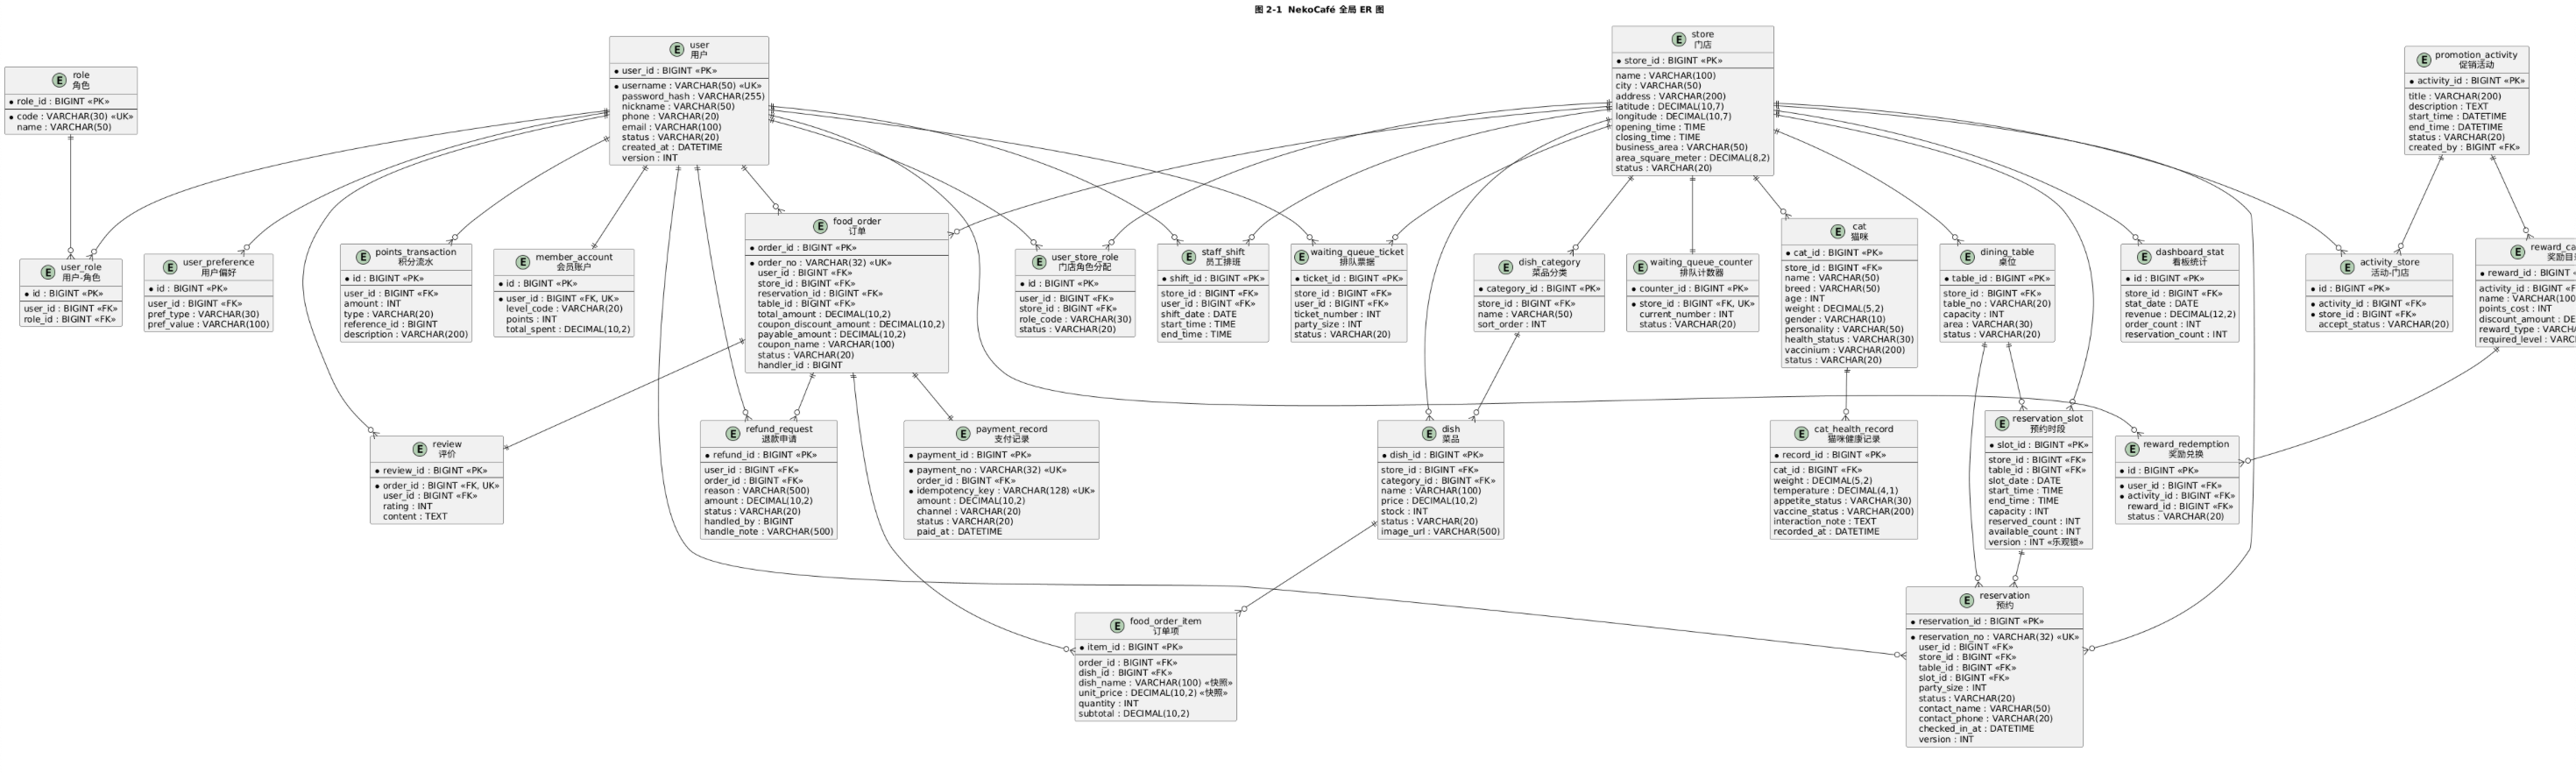 图 2-1 NekoCafé 全局 ER 图
E user
用户
user_id : BIGINT «PK»
username : VARCHAR(50) «UK»
password_hash : VARCHAR(255)
nickname : VARCHAR(50)
phone : VARCHAR(20)
email : VARCHAR(100)
status : VARCHAR(20)
created_at : DATETIME
version : INT
E store
门店
store_id : BIGINT «PK»
name : VARCHAR(100)
city : VARCHAR(50)
address : VARCHAR(200)
latitude : DECIMAL(10,7)
longitude : DECIMAL(10,7)
opening_time : TIME
closing_time : TIME
business_area : VARCHAR(50)
area_square_meter : DECIMAL(8,2)
status : VARCHAR(20)
E promotion_activity
促销活动
activity_id : BIGINT «PK»
title : VARCHAR(200)
description : TEXT
start_time : DATETIME
end_time : DATETIME
status : VARCHAR(20)
created_by : BIGINT «FK»
E role
角色
role_id : BIGINT «PK»
code : VARCHAR(30) «UK»
name : VARCHAR(50)
E user_role
用户-角色
id : BIGINT «PK»
user_id : BIGINT «FK»
role_id : BIGINT «FK»
E user_preference
用户偏好
id : BIGINT «PK»
user_id : BIGINT «FK»
pref_type : VARCHAR(30)
pref_value : VARCHAR(100)
E points_transaction
积分流水
id : BIGINT «PK»
user_id : BIGINT «FK»
amount : INT
type : VARCHAR(20)
reference_id : BIGINT
description : VARCHAR(200)
E member_account
会员账户
id : BIGINT «PK»
user_id : BIGINT «FK, UK»
level_code : VARCHAR(20)
points : INT
total_spent : DECIMAL(10,2)
E food_order
订单
order_id : BIGINT «PK»
order_no : VARCHAR(32) «UK»
user_id : BIGINT «FK»
store_id : BIGINT «FK»
reservation_id : BIGINT «FK»
table_id : BIGINT «FK»
total_amount : DECIMAL(10,2)
coupon_discount_amount : DECIMAL(10,2)
payable_amount : DECIMAL(10,2)
coupon_name : VARCHAR(100)
status : VARCHAR(20)
handler_id : BIGINT
E user_store_role
门店角色分配
id : BIGINT «PK»
user_id : BIGINT «FK»
store_id : BIGINT «FK»
role_code : VARCHAR(30)
status : VARCHAR(20)
E staff_shift
员工排班
shift_id : BIGINT «PK»
store_id : BIGINT «FK»
user_id : BIGINT «FK»
shift_date : DATE
start_time : TIME
end_time : TIME
E waiting_queue_ticket
排队票据
ticket_id : BIGINT «PK»
store_id : BIGINT «FK»
user_id : BIGINT «FK»
ticket_number : INT
party_size : INT
status : VARCHAR(20)
E dish_category
菜品分类
category_id : BIGINT «PK»
store_id : BIGINT «FK»
name : VARCHAR(50)
sort_order : INT
E waiting_queue_counter
排队计数器
counter_id : BIGINT «PK»
store_id : BIGINT «FK, UK»
current_number : INT
status : VARCHAR(20)
E cat
猫咪
cat_id : BIGINT «PK»
store_id : BIGINT «FK»
name : VARCHAR(50)
breed : VARCHAR(50)
age : INT
weight : DECIMAL(5,2)
gender : VARCHAR(10)
personality : VARCHAR(50)
health_status : VARCHAR(30)
vaccinium : VARCHAR(200)
status : VARCHAR(20)
E dining_table
桌位
table_id : BIGINT «PK»
store_id : BIGINT «FK»
table_no : VARCHAR(20)
capacity : INT
area : VARCHAR(30)
status : VARCHAR(20)
E dashboard_stat
看板统计
id : BIGINT «PK»
store_id : BIGINT «FK»
stat_date : DATE
revenue : DECIMAL(12,2)
order_count : INT
reservation_count : INT
E activity_store
活动-门店
id : BIGINT «PK»
activity_id : BIGINT «FK»
store_id : BIGINT «FK»
accept_status : VARCHAR(20)
E reward_ca
奖励目
reward_id : BIGINT «
activity_id : BIGINT «F
name : VARCHAR(100
points_cost : INT
discount_amount : DE
reward_type : VARCH
required_level : VARC
E review
评价
review_id : BIGINT «PK»
order_id : BIGINT «FK, UK»
user_id : BIGINT «FK»
rating : INT
content : TEXT
E refund_request
退款申请
refund_id : BIGINT «PK»
user_id : BIGINT «FK»
order_id : BIGINT «FK»
reason : VARCHAR(500)
amount : DECIMAL(10,2)
status : VARCHAR(20)
handled_by : BIGINT
handle_note : VARCHAR(500)
E payment_record
支付记录
payment_id : BIGINT «PK»
payment_no : VARCHAR(32) «UK»
order_id : BIGINT «FK»
idempotency_key : VARCHAR(128) «UK»
amount : DECIMAL(10,2)
channel : VARCHAR(20)
status : VARCHAR(20)
paid_at : DATETIME
E dish
菜品
dish_id : BIGINT «PK»
store_id : BIGINT «FK»
category_id : BIGINT «FK»
name : VARCHAR(100)
price : DECIMAL(10,2)
stock : INT
status : VARCHAR(20)
image_url : VARCHAR(500)
E cat_health_record
猫咪健康记录
record_id : BIGINT «PK»
cat_id : BIGINT «FK»
weight : DECIMAL(5,2)
temperature : DECIMAL(4,1)
appetite_status : VARCHAR(30)
vaccine_status : VARCHAR(200)
interaction_note : TEXT
recorded_at : DATETIME
E reservation_slot
预约时段
slot_id : BIGINT «PK»
store_id : BIGINT «FK»
table_id : BIGINT «FK»
slot_date : DATE
start_time : TIME
end_time : TIME
capacity : INT
reserved_count : INT
available_count : INT
version : INT «乐观锁»
E reward_redemption
奖励兑换
id : BIGINT «PK»
user_id : BIGINT «FK»
activity_id : BIGINT «FK»
reward_id : BIGINT «FK»
status : VARCHAR(20)
E food_order_item
订单项
item_id : BIGINT «PK»
order_id : BIGINT «FK»
dish_id : BIGINT «FK»
dish_name : VARCHAR(100) «快照»
unit_price : DECIMAL(10,2) «快照»
quantity : INT
subtotal : DECIMAL(10,2)
E reservation
预约
reservation_id : BIGINT «PK»
reservation_no : VARCHAR(32) «UK»
user_id : BIGINT «FK»
store_id : BIGINT «FK»
table_id : BIGINT «FK»
slot_id : BIGINT «FK»
party_size : INT
status : VARCHAR(20)
contact_name : VARCHAR(50)
contact_phone : VARCHAR(20)
checked_in_at : DATETIME
version : INT